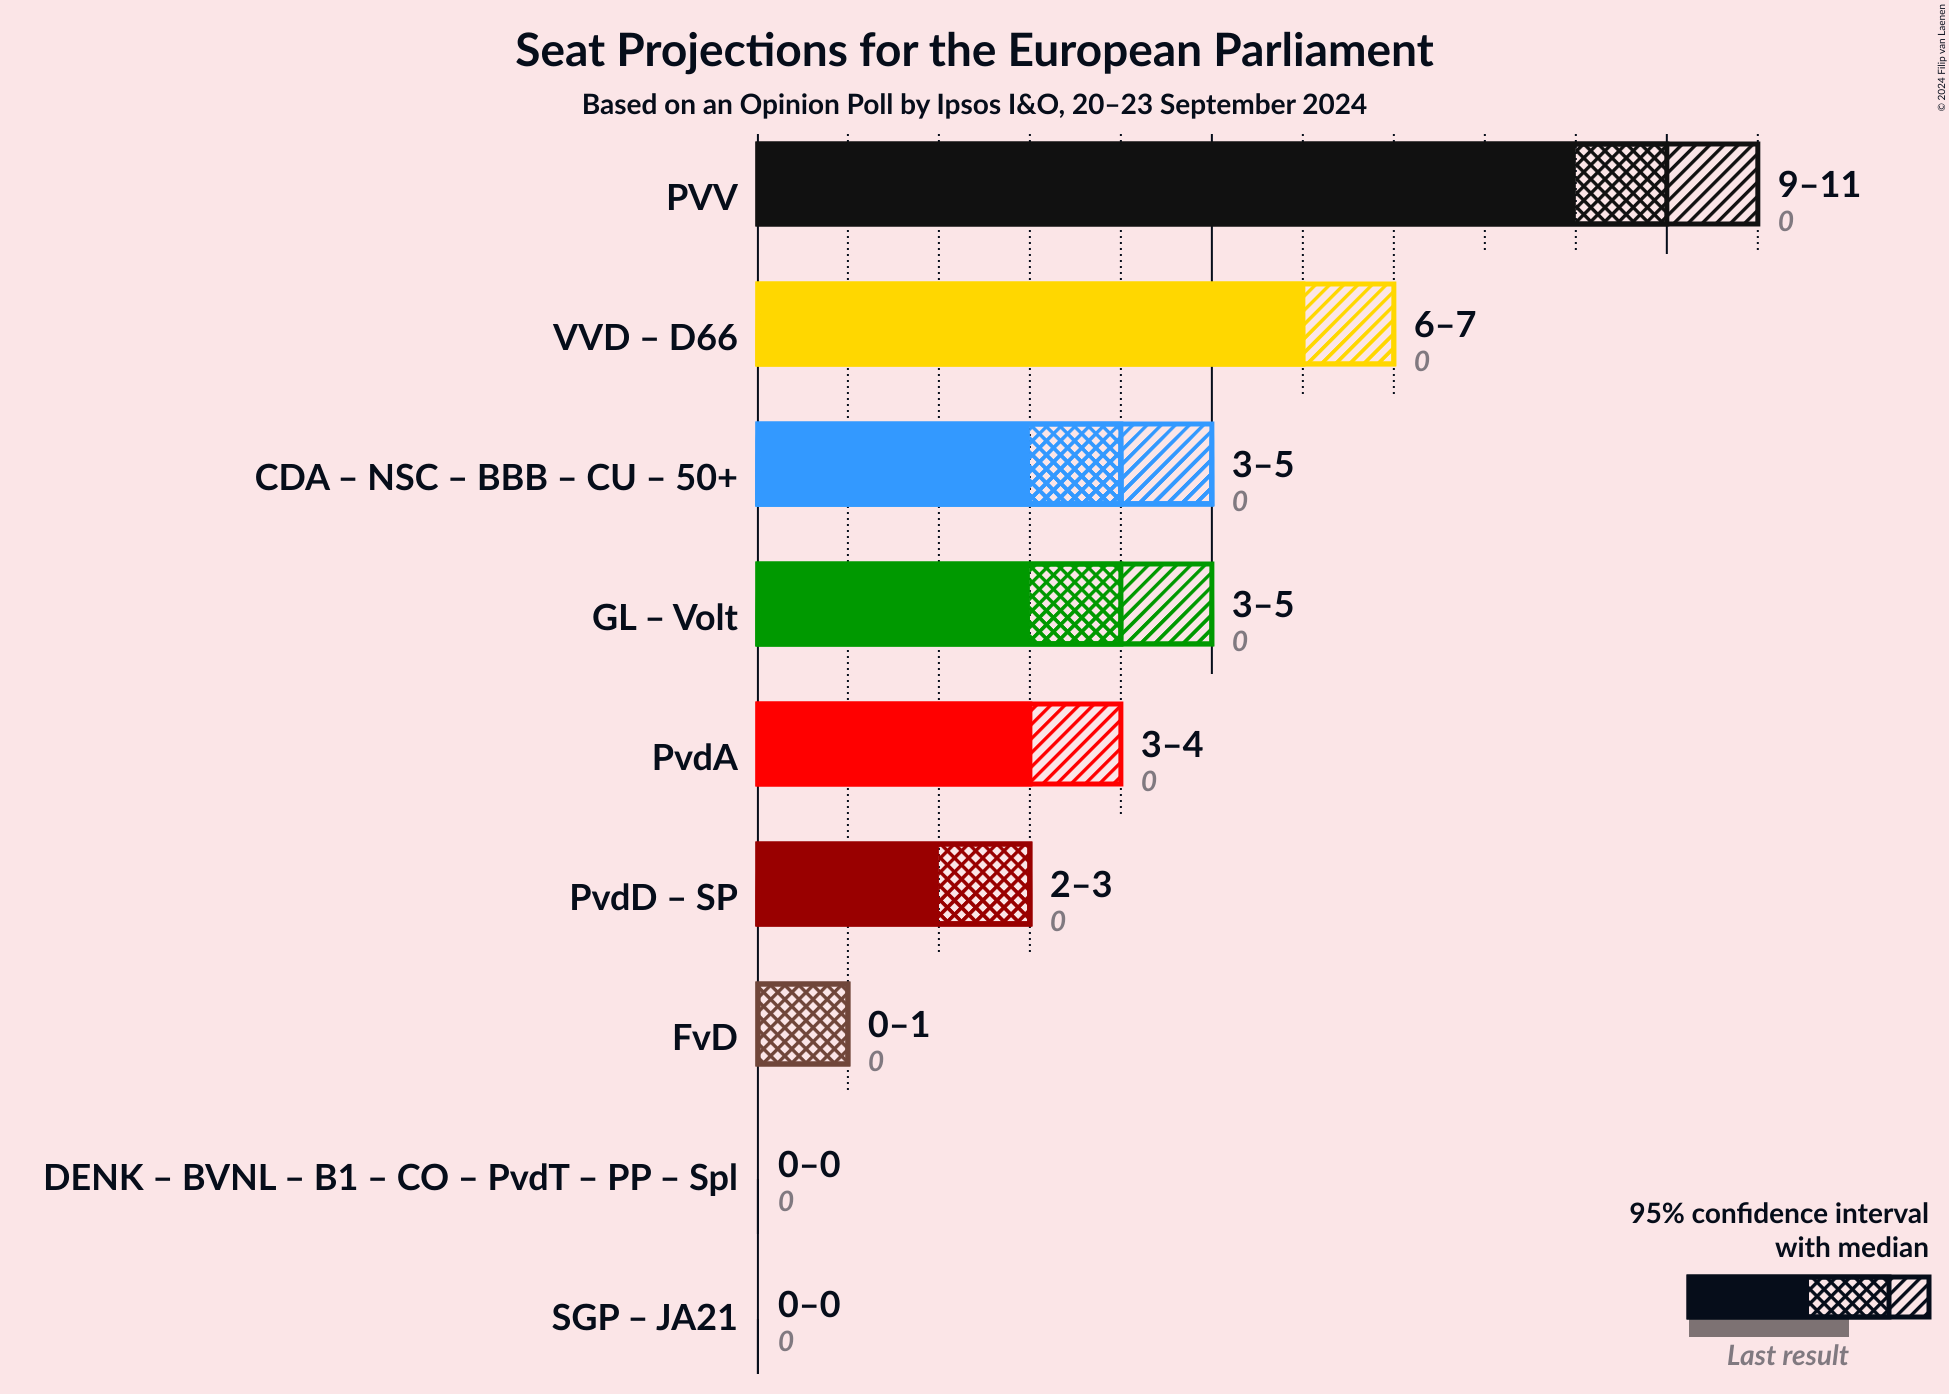 Seat Projections for the European Parliament
Based on an Opinion Poll by Ipsos I&O, 20–23 September 2024
© 2024 Filip van Laenen
PVV
9–11
0
VVD – D66
6–7
0
CDA – NSC – BBB – CU – 50+
3–5
0
GL – Volt
3–5
0
PvdA
3–4
0
PvdD – SP
2–3
0
FvD
0–1
0
DENK – BVNL – B1 – CO – PvdT – PP – Spl
0–0
0
SGP – JA21
0–0
0
95% confidence interval
with median
Last result